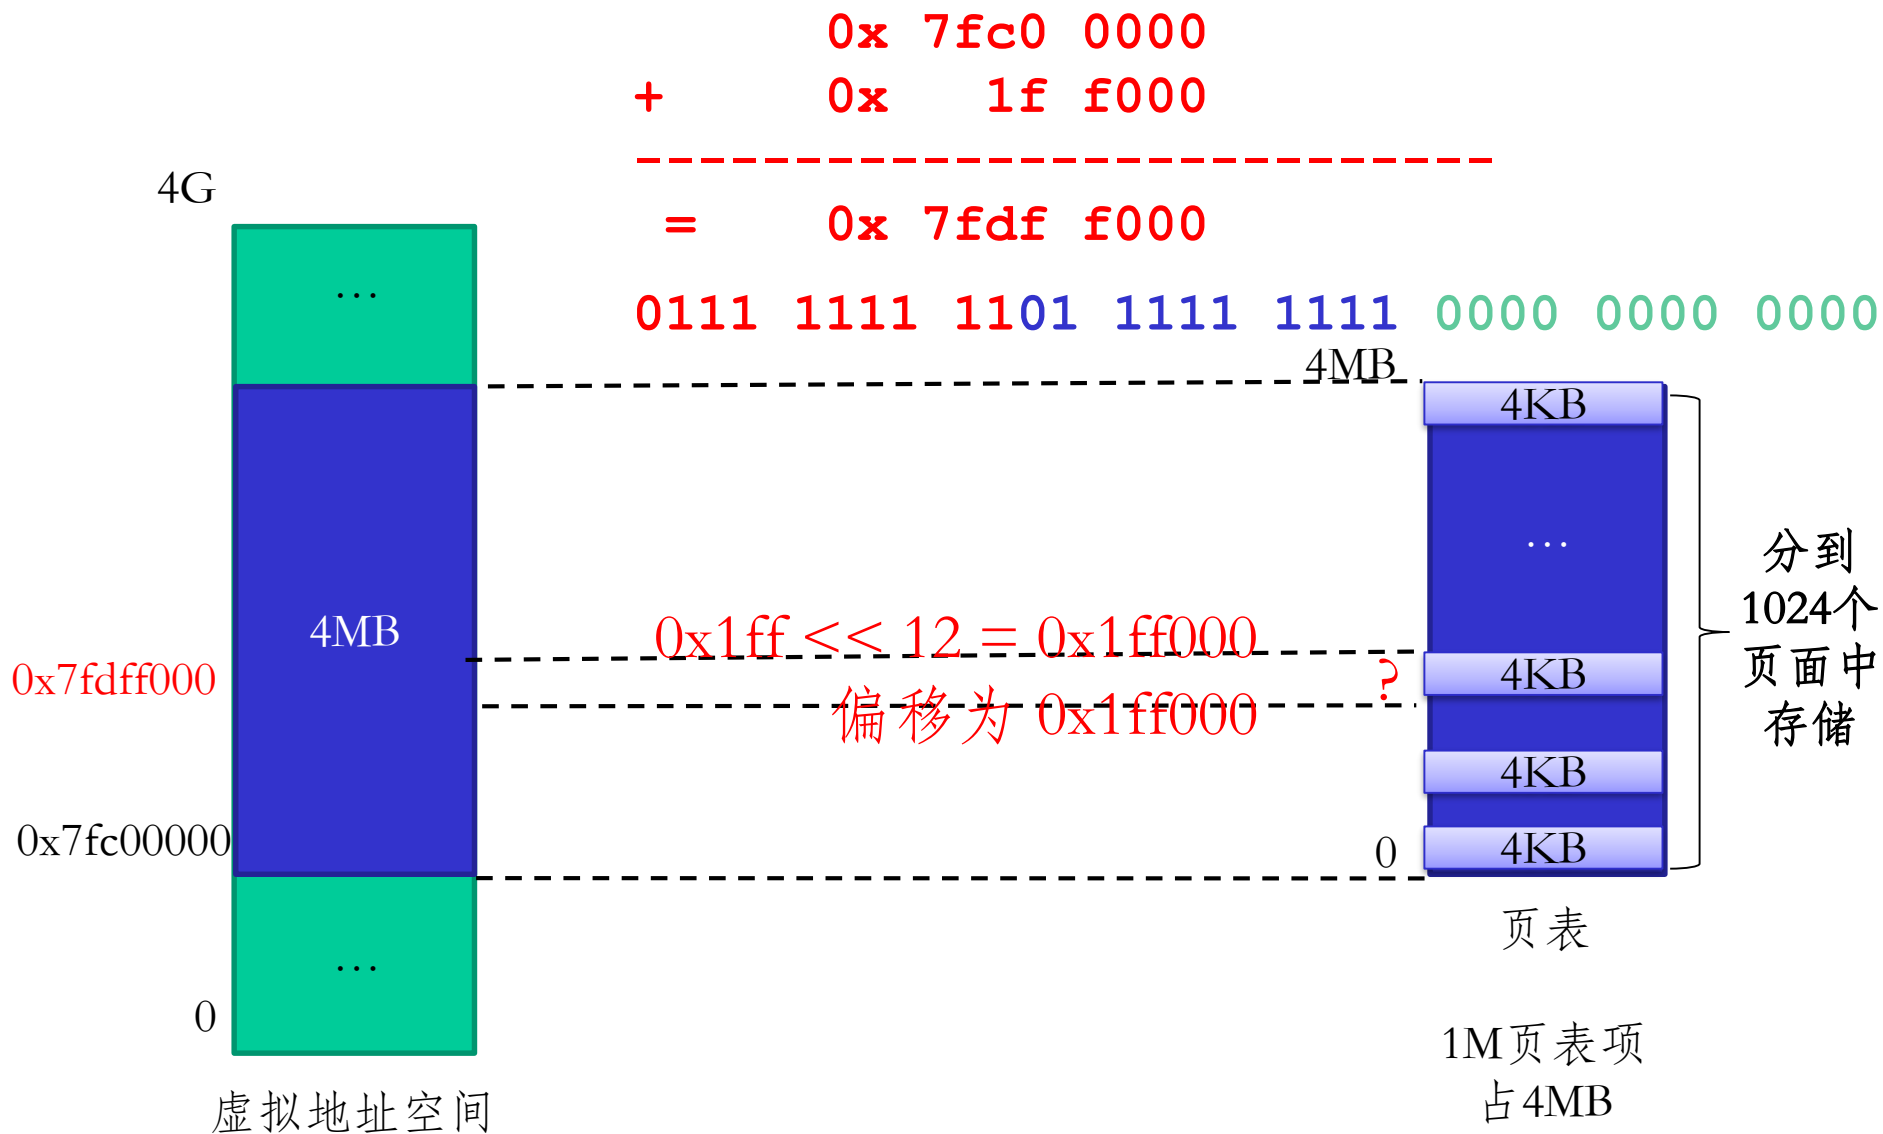 0x 7fc0 0000
+ 0x 1f f000
= 0x 7fdf f000
0111 1111 1101 1111 1111 0000 0000 0000
4G
…
4MB
0x7fdff000
0x7fc00000
…
0
虚拟地址空间
0x1ff << 12 = 0x1ff000
偏移为 0x1ff000
?
4MB
4KB
…
4KB
4KB
0
4KB
页表
1M页表项
占4MB
分到
1024个
页面中
存储